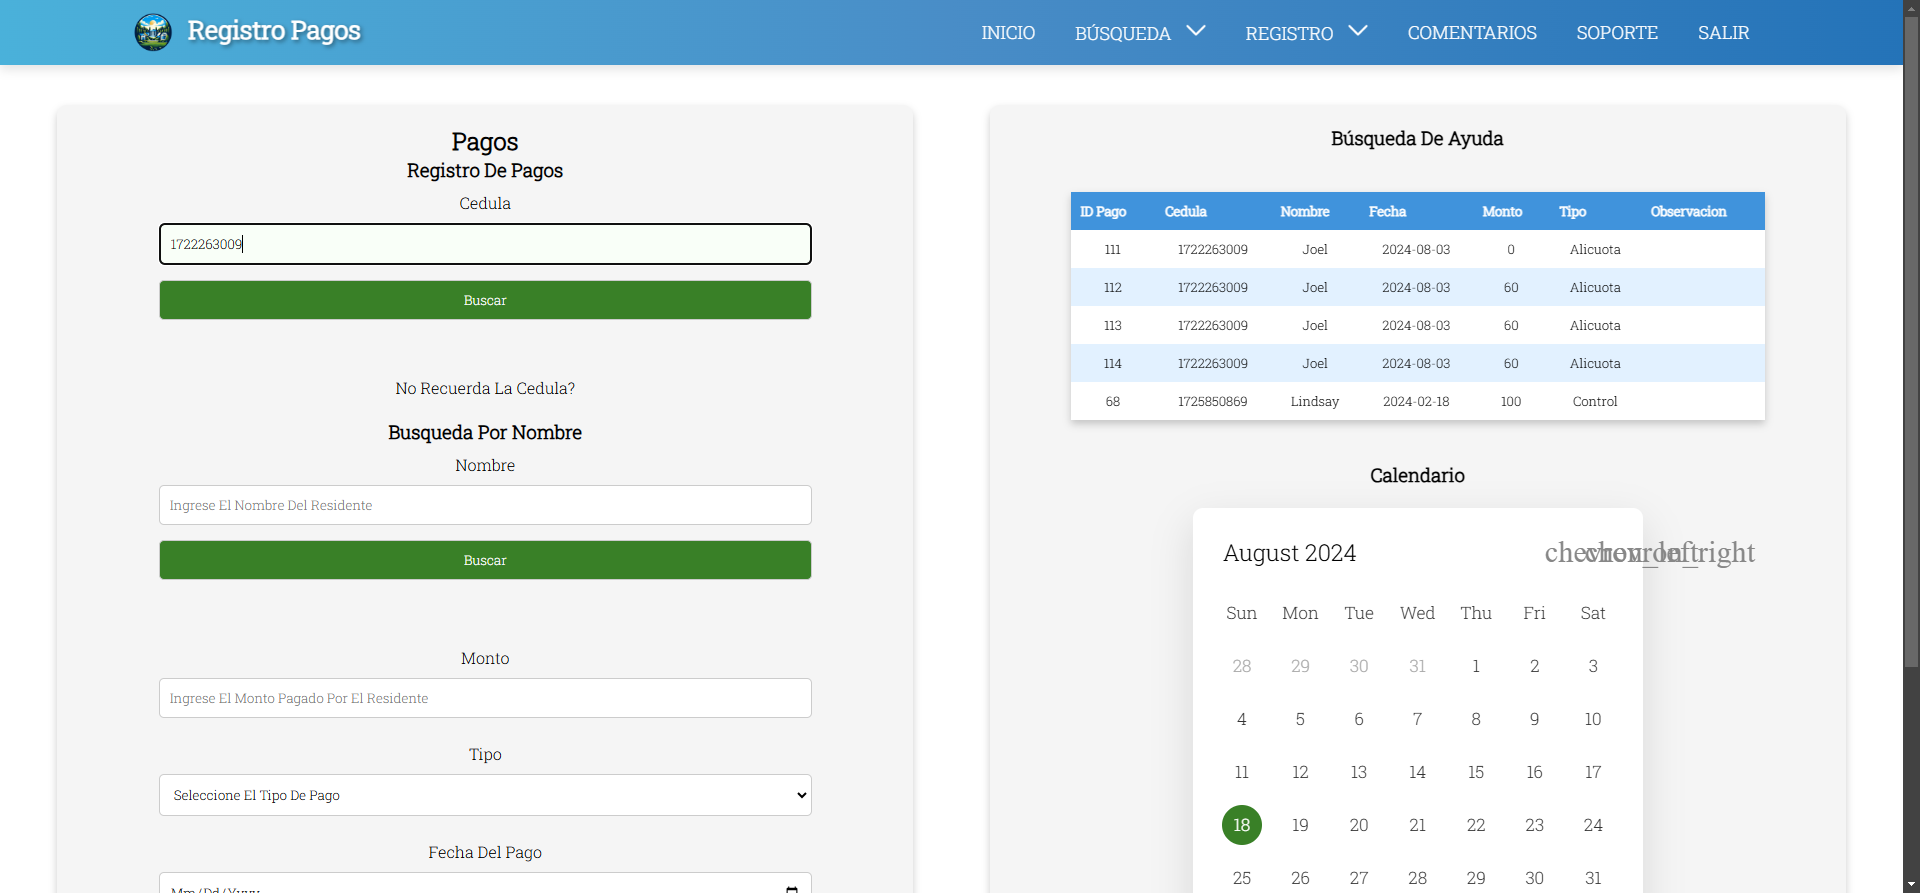 Registro Pagos
INICIO BÚSQUEDA REGISTRO COMENTARIOS SOPORTE SALIR
Pagos
Registro De Pagos
Cedula
1722263009
Buscar
No Recuerda La Cedula?
Busqueda Por Nombre
Nombre
Ingrese El Nombre Del Residente
Buscar
Monto
Ingrese El Monto Pagado Por El Residente
Tipo
Seleccione El Tipo De Pago
Fecha Del Pago
Mm/Dd/Yyyy
Búsqueda De Ayuda
ID Pago Cedula Nombre Fecha Monto Tipo Observacion
111 1722263009 Joel 2024-08-03 0 Alicuota
112 1722263009 Joel 2024-08-03 60 Alicuota
113 1722263009 Joel 2024-08-03 60 Alicuota
114 1722263009 Joel 2024-08-03 60 Alicuota
68 1725850869 Lindsay 2024-02-18 100 Control
Calendario
August 2024 chevron_left chevron_right
Sun Mon Tue Wed Thu Fri Sat
28 29 30 31 1 2 3
4 5 6 7 8 9 10
11 12 13 14 15 16 17
18 19 20 21 22 23 24
25 26 27 28 29 30 31